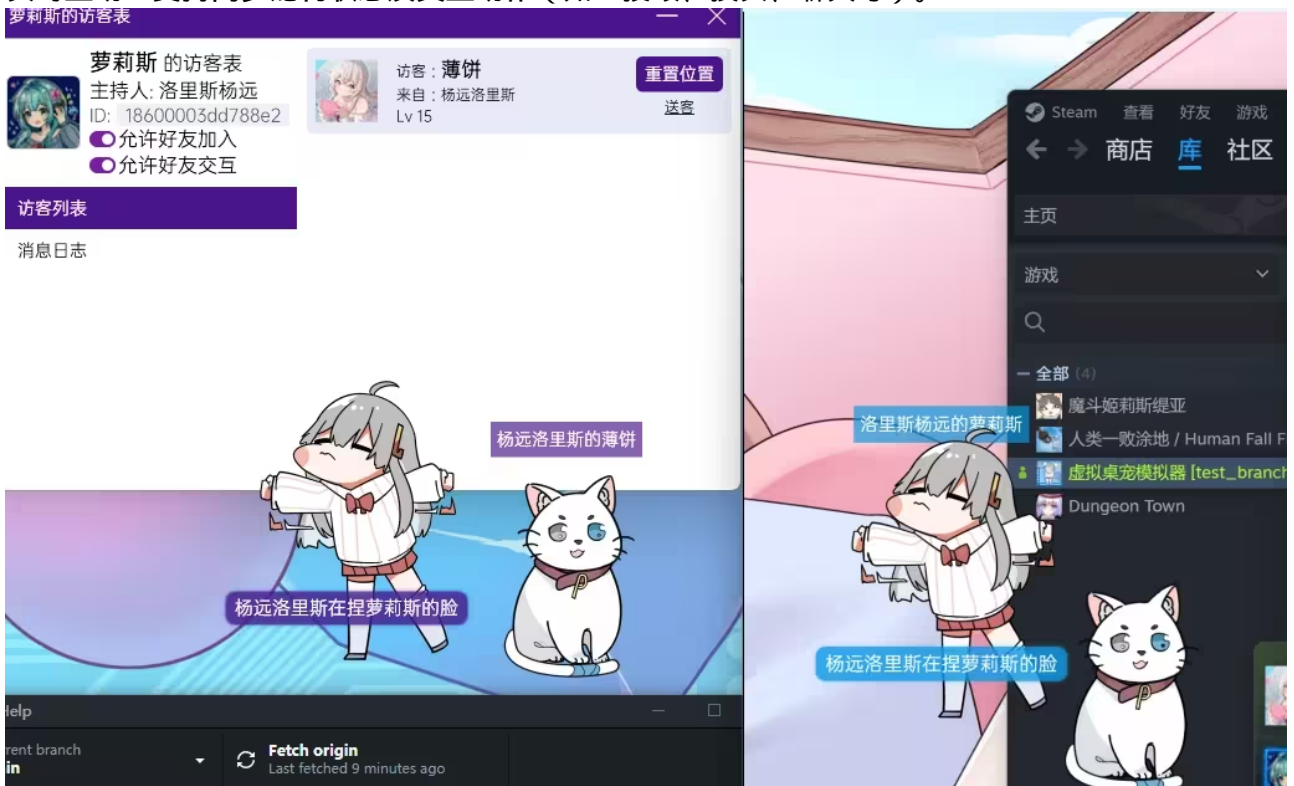 萝莉斯的访客表
萝莉斯 的访客表
主持人: 洛里斯杨远
ID: 18600003dd788e2
允许好友加入
允许好友交互
访客列表
消息日志
访客 : 薄饼
来自 : 杨远洛里斯
Lv 15
重置位置
送客
杨远洛里斯的薄饼
杨远洛里斯在捏萝莉斯的脸
Help
rent branch
in
Fetch origin
Last fetched 9 minutes ago
Steam 查看 好友 游戏
商店 库 社区
主页
游戏
全部 (4)
魔斗姬莉斯缇亚
人类一败涂地 / Human Fall F
虚拟桌宠模拟器 [test_branch
Dungeon Town
洛里斯杨远的萝莉斯
杨远洛里斯在捏萝莉斯的脸
P
P